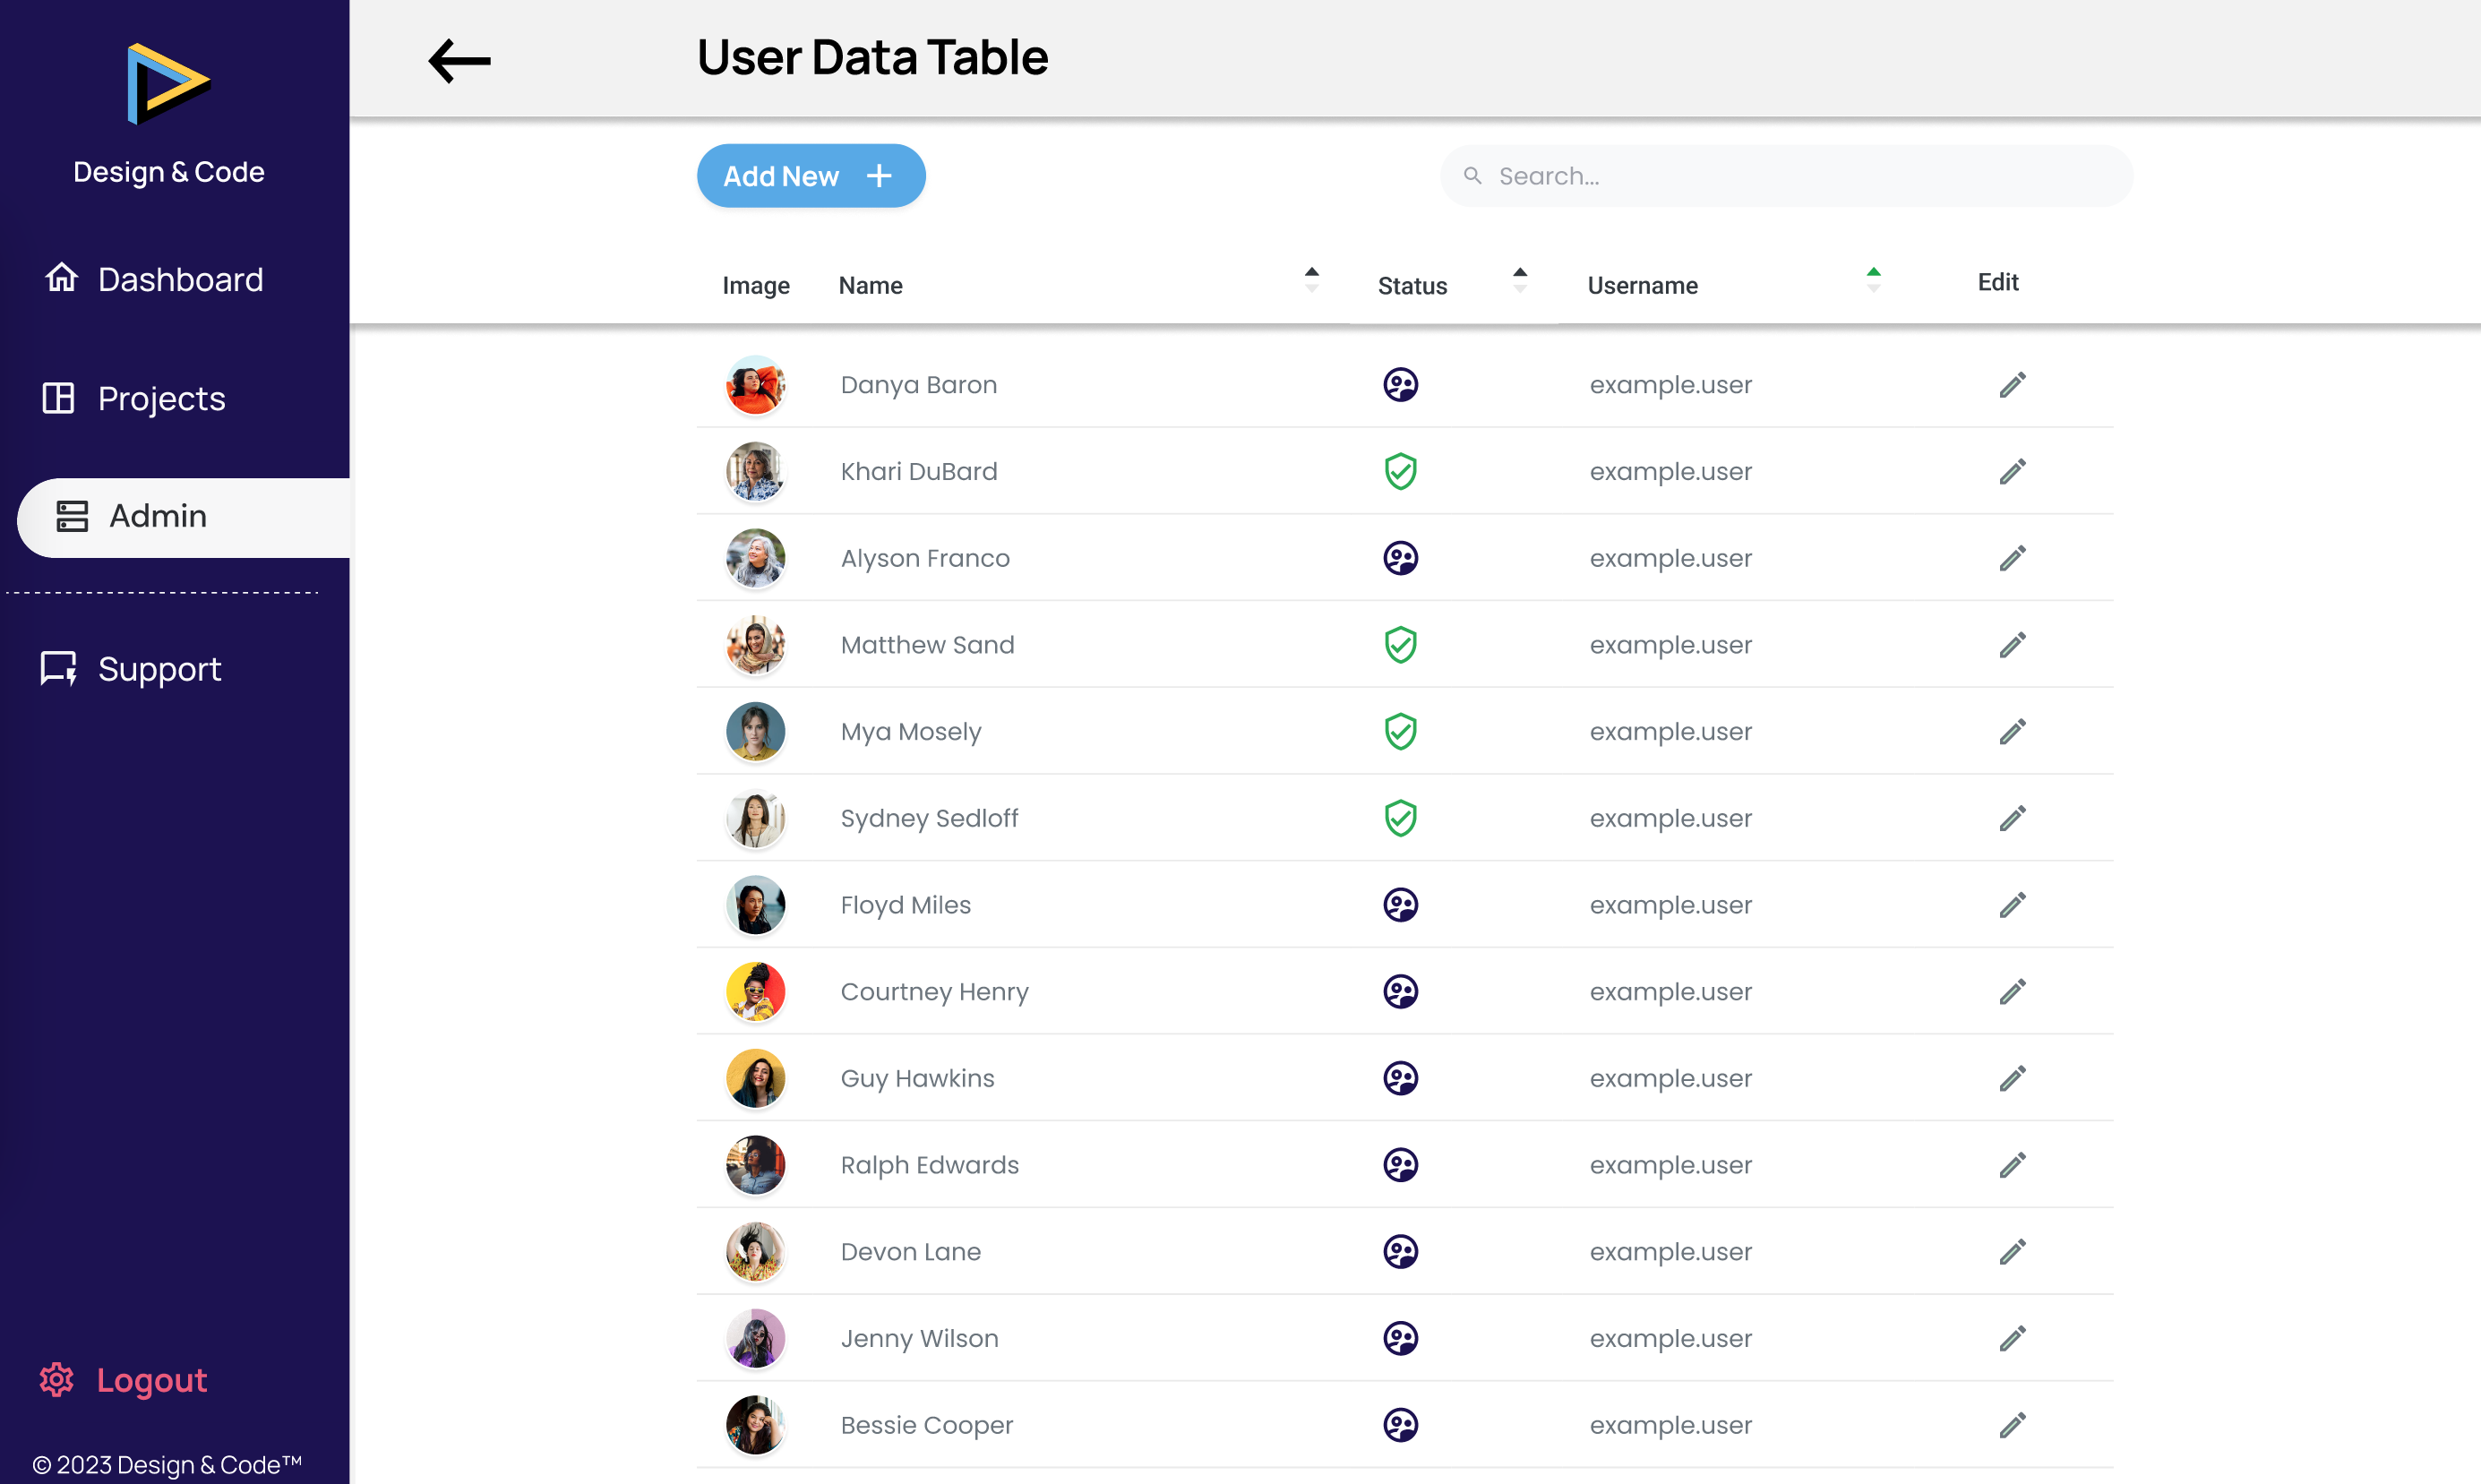 Design & Code
Dashboard
Projects
Admin
Support
Logout
© 2023 Design & Code™
User Data Table
Add New
Search...
Image Name Status Username Edit
Danya Baron example.user
Khari DuBard example.user
Alyson Franco example.user
Matthew Sand example.user
Mya Mosely example.user
Sydney Sedloff example.user
Floyd Miles example.user
Courtney Henry example.user
Guy Hawkins example.user
Ralph Edwards example.user
Devon Lane example.user
Jenny Wilson example.user
Bessie Cooper example.user